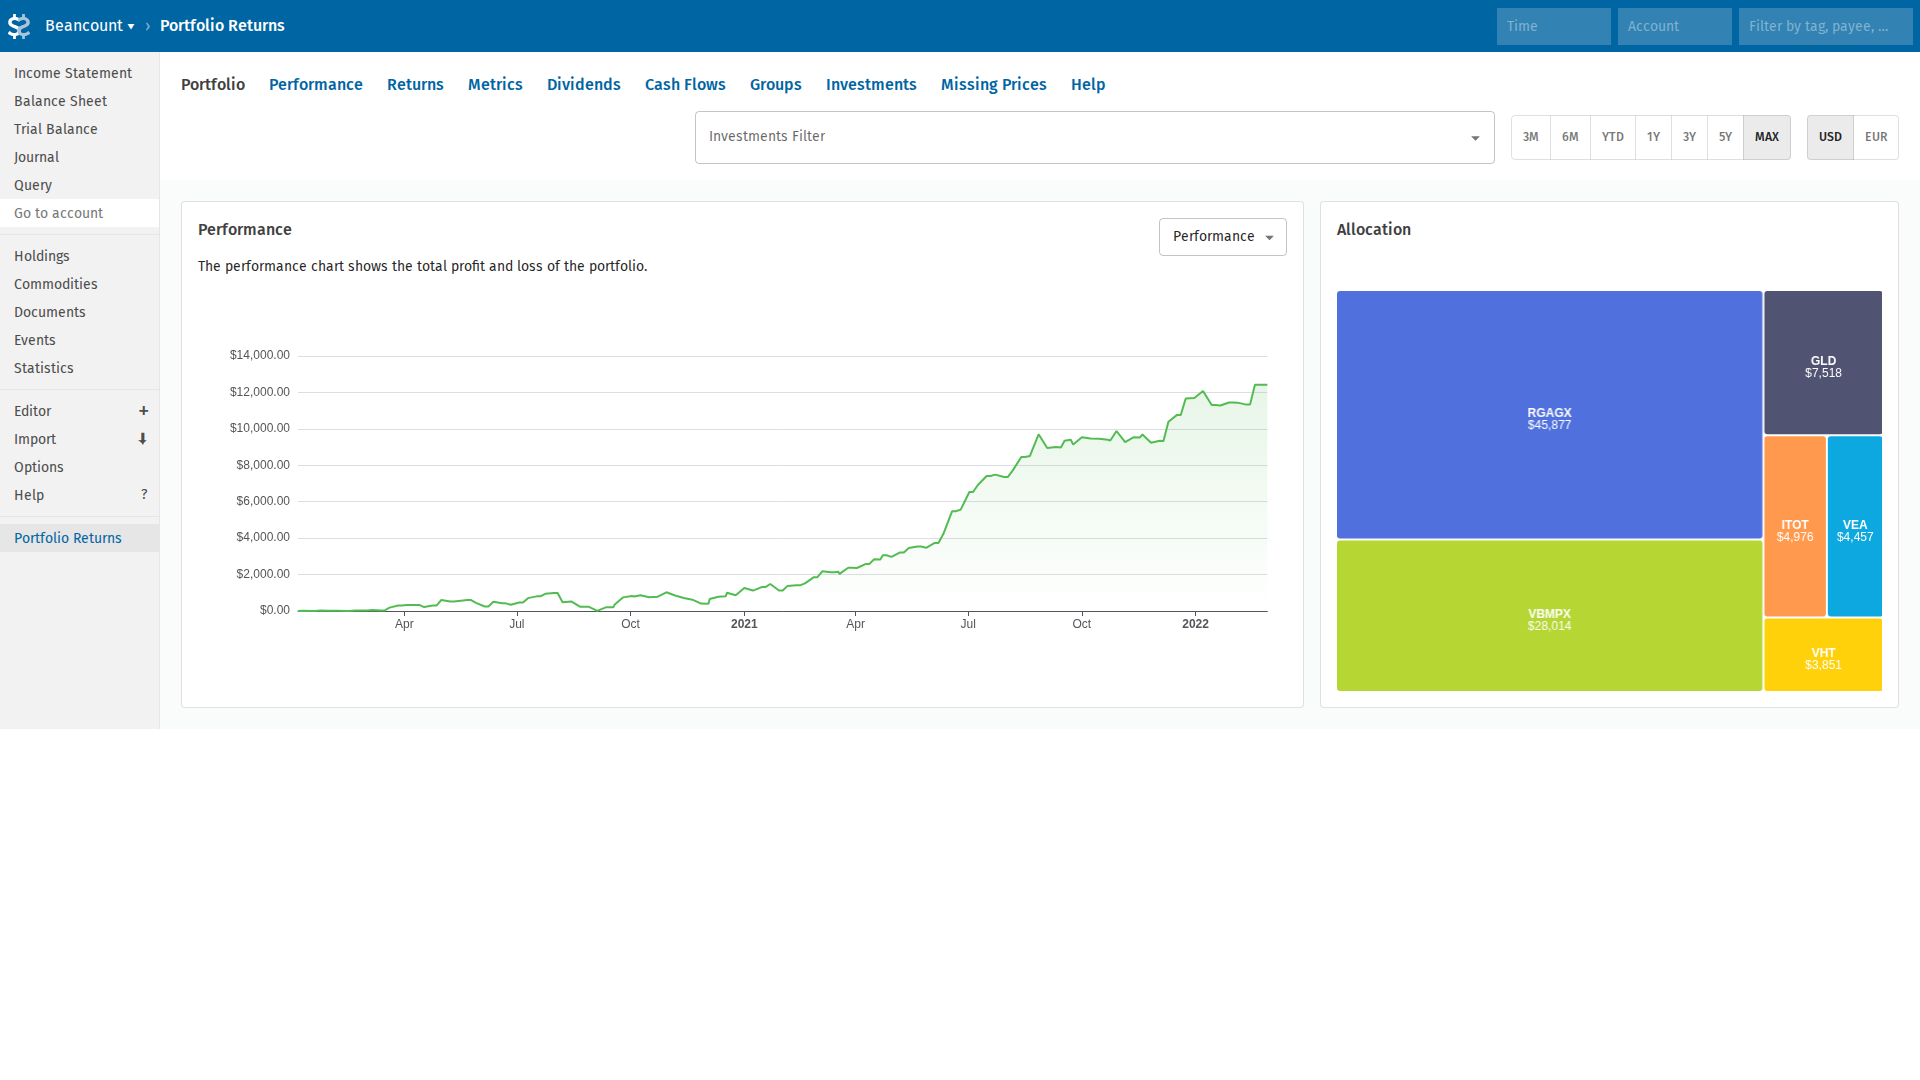 Beancount ▾ › Portfolio Returns
Time
Account
Filter by tag, payee, ...
Income Statement
Balance Sheet
Trial Balance
Journal
Query
Go to account
Holdings
Commodities
Documents
Events
Statistics
Editor +
Import ⬇
Options
Help ?
Portfolio Returns
Portfolio Performance Returns Metrics Dividends Cash Flows Groups Investments Missing Prices Help
Investments Filter
3M 6M YTD 1Y 3Y 5Y MAX
USD EUR
Performance
Performance
The performance chart shows the total profit and loss of the portfolio.
$14,000.00
$12,000.00
$10,000.00
$8,000.00
$6,000.00
$4,000.00
$2,000.00
$0.00
Apr Jul Oct 2021 Apr Jul Oct 2022
Allocation
RGAGX
$45,877
VBMPX
$28,014
GLD
$7,518
ITOT
$4,976
VEA
$4,457
VHT
$3,851